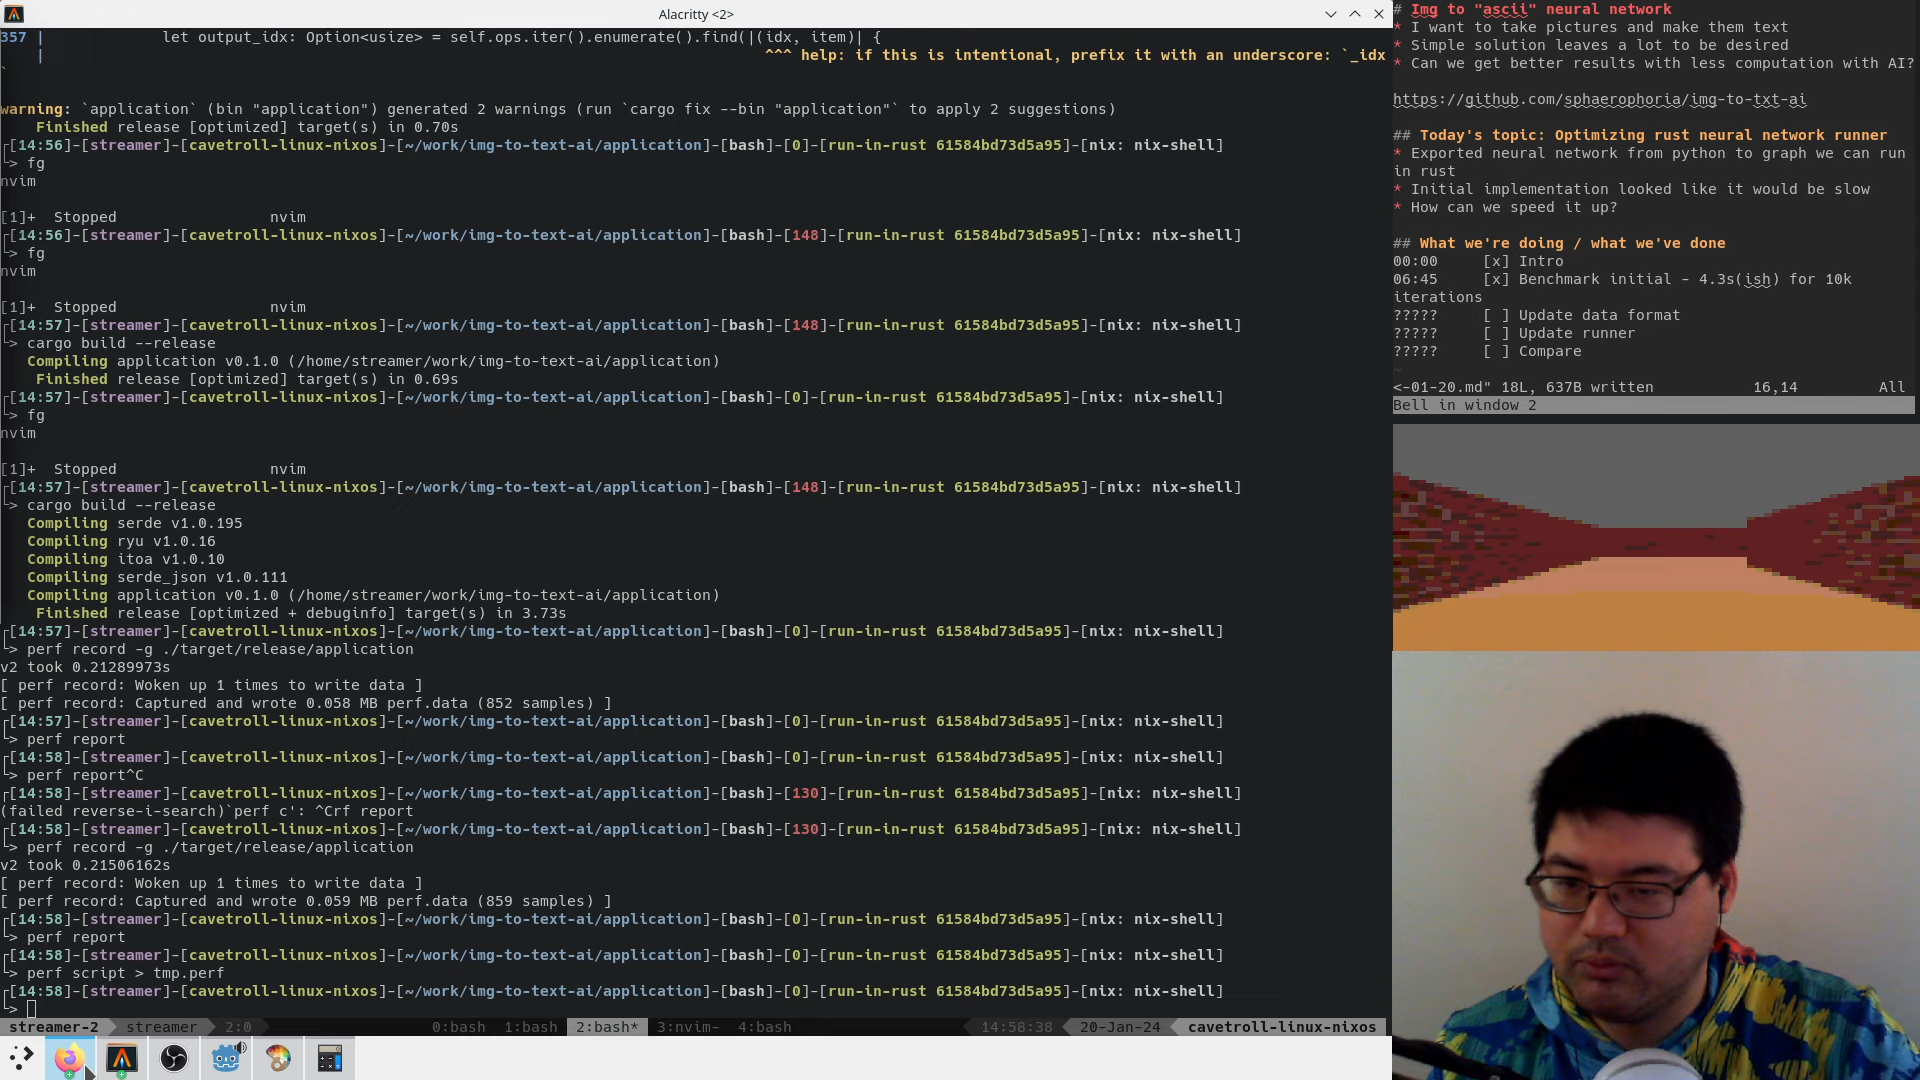 Alacritty <2>
357 |             let output_idx: Option<usize> = self.ops.iter().enumerate().find(|(idx, item)| {
    |                                                                                ^^^ help: if this is intentional, prefix it with an underscore: `_idx
`
warning: `application` (bin "application") generated 2 warnings (run `cargo fix --bin "application"` to apply 2 suggestions)
    Finished release [optimized] target(s) in 0.70s
┌[14:56]-[streamer]-[cavetroll-linux-nixos]-[~/work/img-to-text-ai/application]-[bash]-[0]-[run-in-rust 61584bd73d5a95]-[nix: nix-shell]
└> fg
nvim
[1]+  Stopped                 nvim
┌[14:56]-[streamer]-[cavetroll-linux-nixos]-[~/work/img-to-text-ai/application]-[bash]-[148]-[run-in-rust 61584bd73d5a95]-[nix: nix-shell]
└> fg
nvim
[1]+  Stopped                 nvim
┌[14:57]-[streamer]-[cavetroll-linux-nixos]-[~/work/img-to-text-ai/application]-[bash]-[148]-[run-in-rust 61584bd73d5a95]-[nix: nix-shell]
└> cargo build --release
   Compiling application v0.1.0 (/home/streamer/work/img-to-text-ai/application)
    Finished release [optimized] target(s) in 0.69s
┌[14:57]-[streamer]-[cavetroll-linux-nixos]-[~/work/img-to-text-ai/application]-[bash]-[0]-[run-in-rust 61584bd73d5a95]-[nix: nix-shell]
└> fg
nvim
[1]+  Stopped                 nvim
┌[14:57]-[streamer]-[cavetroll-linux-nixos]-[~/work/img-to-text-ai/application]-[bash]-[148]-[run-in-rust 61584bd73d5a95]-[nix: nix-shell]
└> cargo build --release
   Compiling serde v1.0.195
   Compiling ryu v1.0.16
   Compiling itoa v1.0.10
   Compiling serde_json v1.0.111
   Compiling application v0.1.0 (/home/streamer/work/img-to-text-ai/application)
    Finished release [optimized + debuginfo] target(s) in 3.73s
┌[14:57]-[streamer]-[cavetroll-linux-nixos]-[~/work/img-to-text-ai/application]-[bash]-[0]-[run-in-rust 61584bd73d5a95]-[nix: nix-shell]
└> perf record -g ./target/release/application
v2 took 0.21289973s
[ perf record: Woken up 1 times to write data ]
[ perf record: Captured and wrote 0.058 MB perf.data (852 samples) ]
┌[14:57]-[streamer]-[cavetroll-linux-nixos]-[~/work/img-to-text-ai/application]-[bash]-[0]-[run-in-rust 61584bd73d5a95]-[nix: nix-shell]
└> perf report
┌[14:58]-[streamer]-[cavetroll-linux-nixos]-[~/work/img-to-text-ai/application]-[bash]-[0]-[run-in-rust 61584bd73d5a95]-[nix: nix-shell]
└> perf report^C
┌[14:58]-[streamer]-[cavetroll-linux-nixos]-[~/work/img-to-text-ai/application]-[bash]-[130]-[run-in-rust 61584bd73d5a95]-[nix: nix-shell]
(failed reverse-i-search)`perf c': ^Crf report
┌[14:58]-[streamer]-[cavetroll-linux-nixos]-[~/work/img-to-text-ai/application]-[bash]-[130]-[run-in-rust 61584bd73d5a95]-[nix: nix-shell]
└> perf record -g ./target/release/application
v2 took 0.21506162s
[ perf record: Woken up 1 times to write data ]
[ perf record: Captured and wrote 0.059 MB perf.data (859 samples) ]
┌[14:58]-[streamer]-[cavetroll-linux-nixos]-[~/work/img-to-text-ai/application]-[bash]-[0]-[run-in-rust 61584bd73d5a95]-[nix: nix-shell]
└> perf report
┌[14:58]-[streamer]-[cavetroll-linux-nixos]-[~/work/img-to-text-ai/application]-[bash]-[0]-[run-in-rust 61584bd73d5a95]-[nix: nix-shell]
└> perf script > tmp.perf
┌[14:58]-[streamer]-[cavetroll-linux-nixos]-[~/work/img-to-text-ai/application]-[bash]-[0]-[run-in-rust 61584bd73d5a95]-[nix: nix-shell]
└>
streamer-2  streamer  2:0  0:bash  1:bash  2:bash*  3:nvim-  4:bash  14:58:38  20-Jan-24  cavetroll-linux-nixos
# Img to "ascii" neural network
* I want to take pictures and make them text
* Simple solution leaves a lot to be desired
* Can we get better results with less computation with AI?
https://github.com/sphaerophoria/img-to-txt-ai
## Today's topic: Optimizing rust neural network runner
* Exported neural network from python to graph we can run
in rust
* Initial implementation looked like it would be slow
* How can we speed it up?
## What we're doing / what we've done
00:00     [x] Intro
06:45     [x] Benchmark initial - 4.3s(ish) for 10k
iterations
?????     [ ] Update data format
?????     [ ] Update runner
?????     [ ] Compare
~
<-01-20.md" 18L, 637B written            16,14        All
Bell in window 2